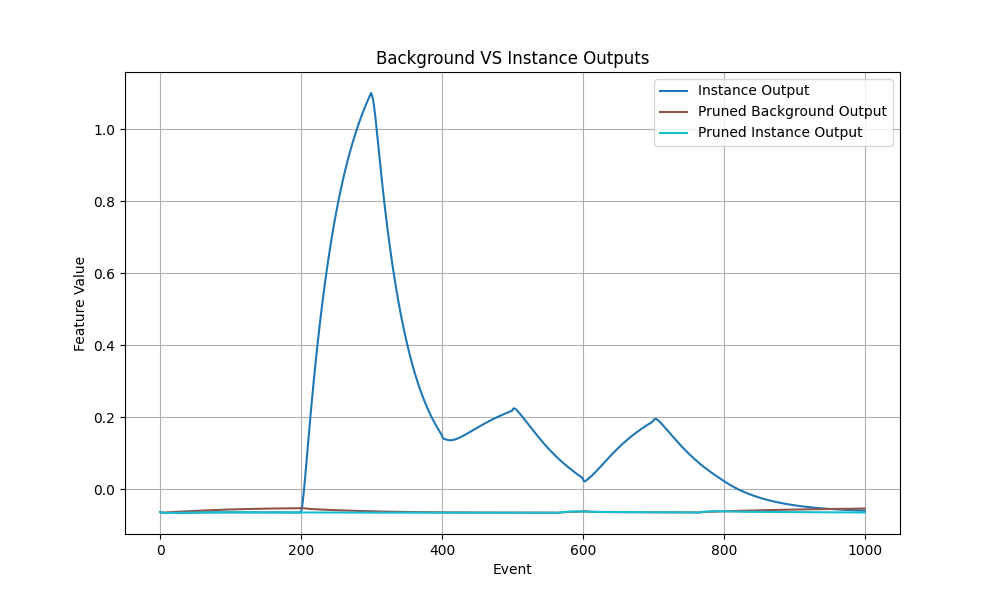 Background VS Instance Outputs
Instance Output
Pruned Background Output
Pruned Instance Output
1.0
0.8
0.6
0.4
0.2
0.0
Feature Value
0 200 400 600 800 1000
Event